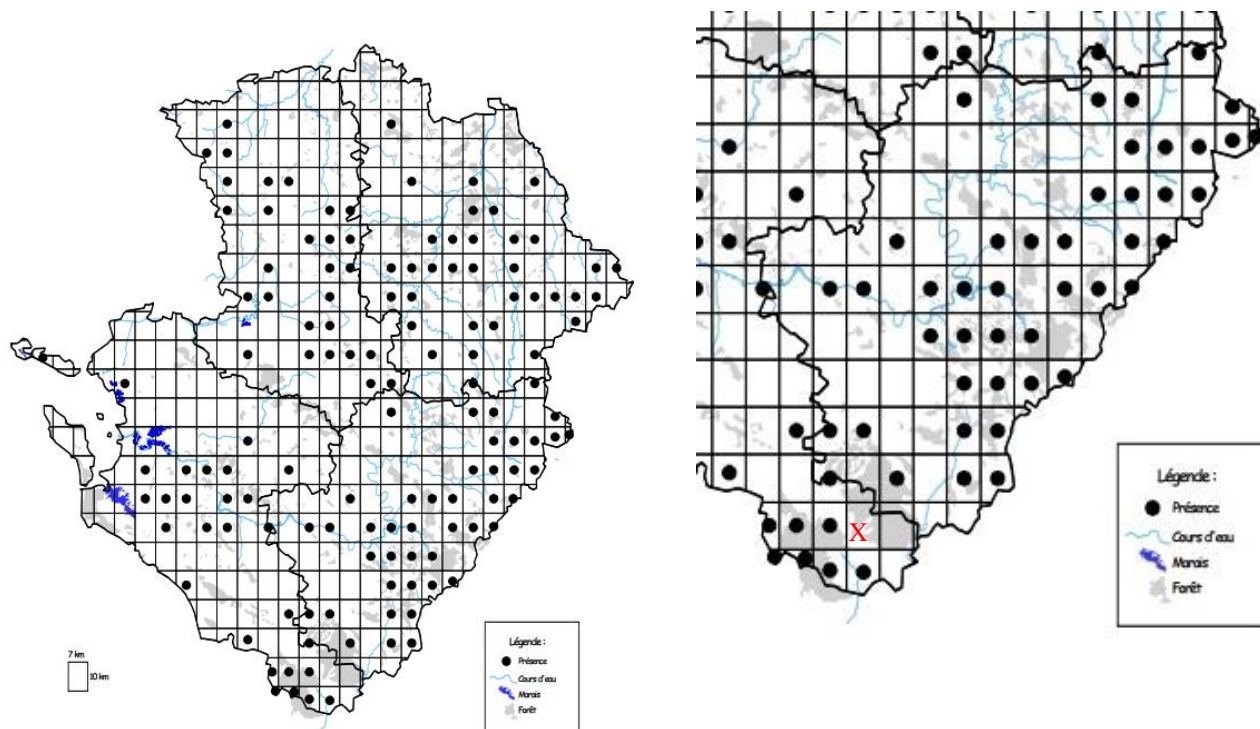 7 km
10 km
Légende :
Présence
Cours d'eau
Marais
Forêt
X
Légende :
Présence
Cours d'eau
Marais
Forêt